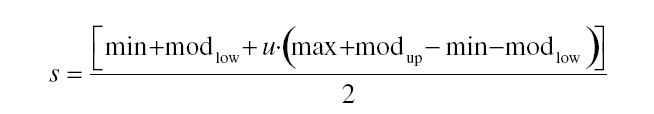 s = [min+mod_low + u·(max+mod_up − min−mod_low)] / 2